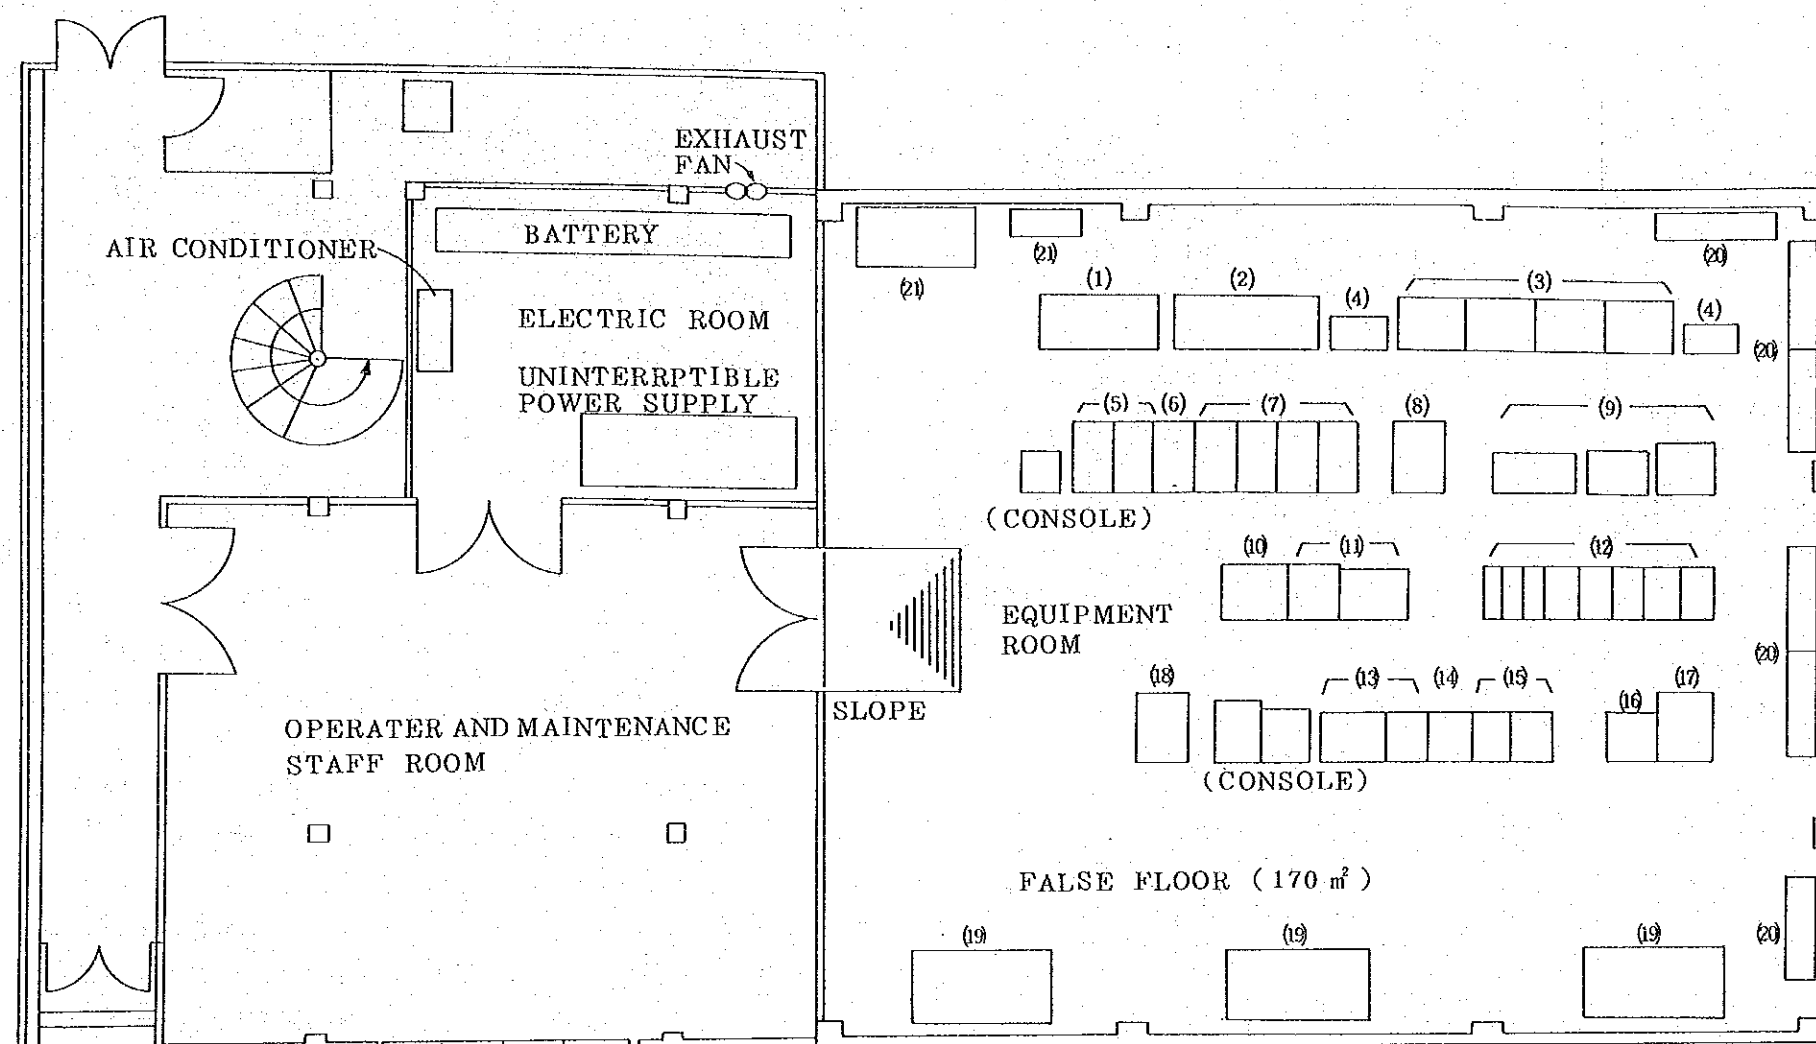 EXHAUST
FAN
AIR CONDITIONER
BATTERY
ELECTRIC ROOM
UNINTERRPTIBLE
POWER SUPPLY
OPERATER AND MAINTENANCE
STAFF ROOM
SLOPE
(21)
(21)
(20)
(1)
(2)
(4)
(3)
(4)
(20)
(5)
(6)
(7)
(8)
(9)
(CONSOLE)
(10)
(11)
(12)
EQUIPMENT
ROOM
(20)
(18)
(13)
(14)
(15)
(16)
(17)
(CONSOLE)
FALSE FLOOR (170 m²)
(19)
(19)
(19)
(20)